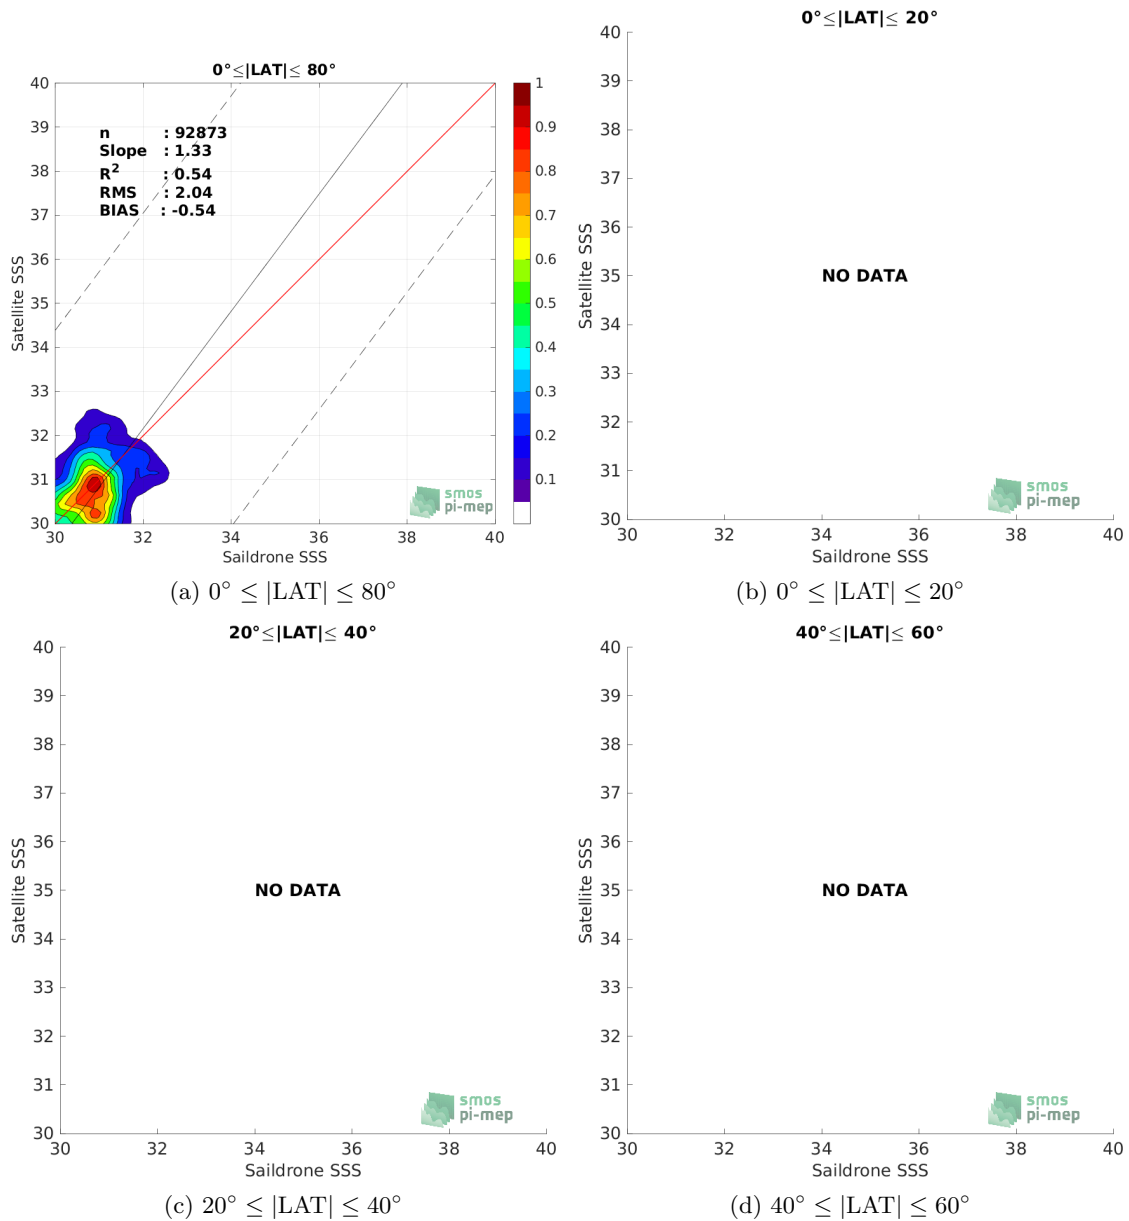 0°≤|LAT|≤ 80°
40
39
38
37
36
35
34
33
32
31
30
Satellite SSS
n : 92873
Slope : 1.33
R² : 0.54
RMS : 2.04
BIAS : -0.54
smos
pi-mep
30 32 34 36 38 40
Saildrone SSS
1
0.9
0.8
0.7
0.6
0.5
0.4
0.3
0.2
0.1
(a) 0° ≤ |LAT| ≤ 80°
0°≤|LAT|≤ 20°
40
39
38
37
36
35
34
33
32
31
30
Satellite SSS
NO DATA
smos
pi-mep
30 32 34 36 38 40
Saildrone SSS
(b) 0° ≤ |LAT| ≤ 20°
20°≤|LAT|≤ 40°
40
39
38
37
36
35
34
33
32
31
30
Satellite SSS
NO DATA
smos
pi-mep
30 32 34 36 38 40
Saildrone SSS
(c) 20° ≤ |LAT| ≤ 40°
40°≤|LAT|≤ 60°
40
39
38
37
36
35
34
33
32
31
30
Satellite SSS
NO DATA
smos
pi-mep
30 32 34 36 38 40
Saildrone SSS
(d) 40° ≤ |LAT| ≤ 60°